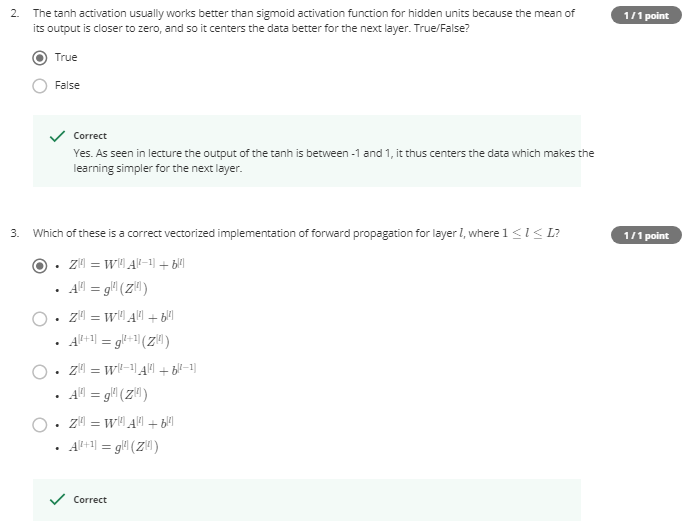 2. The tanh activation usually works better than sigmoid activation function for hidden units because the mean of
its output is closer to zero, and so it centers the data better for the next layer. True/False?
1 / 1 point
True
False
Correct
Yes. As seen in lecture the output of the tanh is between -1 and 1, it thus centers the data which makes the
learning simpler for the next layer.
3. Which of these is a correct vectorized implementation of forward propagation for layer l, where 1 ≤ l ≤ L?
1 / 1 point
• Z^[l] = W^[l] A^[l−1] + b^[l]
• A^[l] = g^[l] (Z^[l])
• Z^[l] = W^[l] A^[l] + b^[l]
• A^[l+1] = g^[l+1] (Z^[l])
• Z^[l] = W^[l−1] A^[l] + b^[l−1]
• A^[l] = g^[l] (Z^[l])
• Z^[l] = W^[l] A^[l] + b^[l]
• A^[l+1] = g^[l] (Z^[l])
Correct